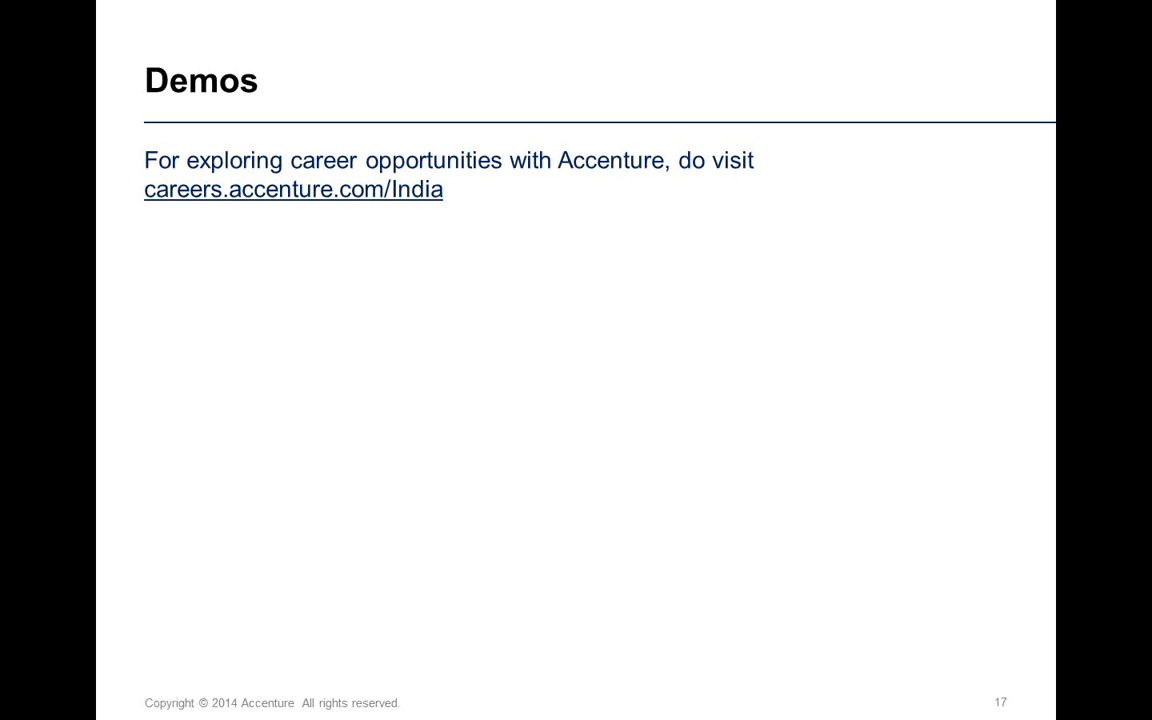 Demos
For exploring career opportunities with Accenture, do visit
careers.accenture.com/India
Copyright © 2014 Accenture All rights reserved.
17